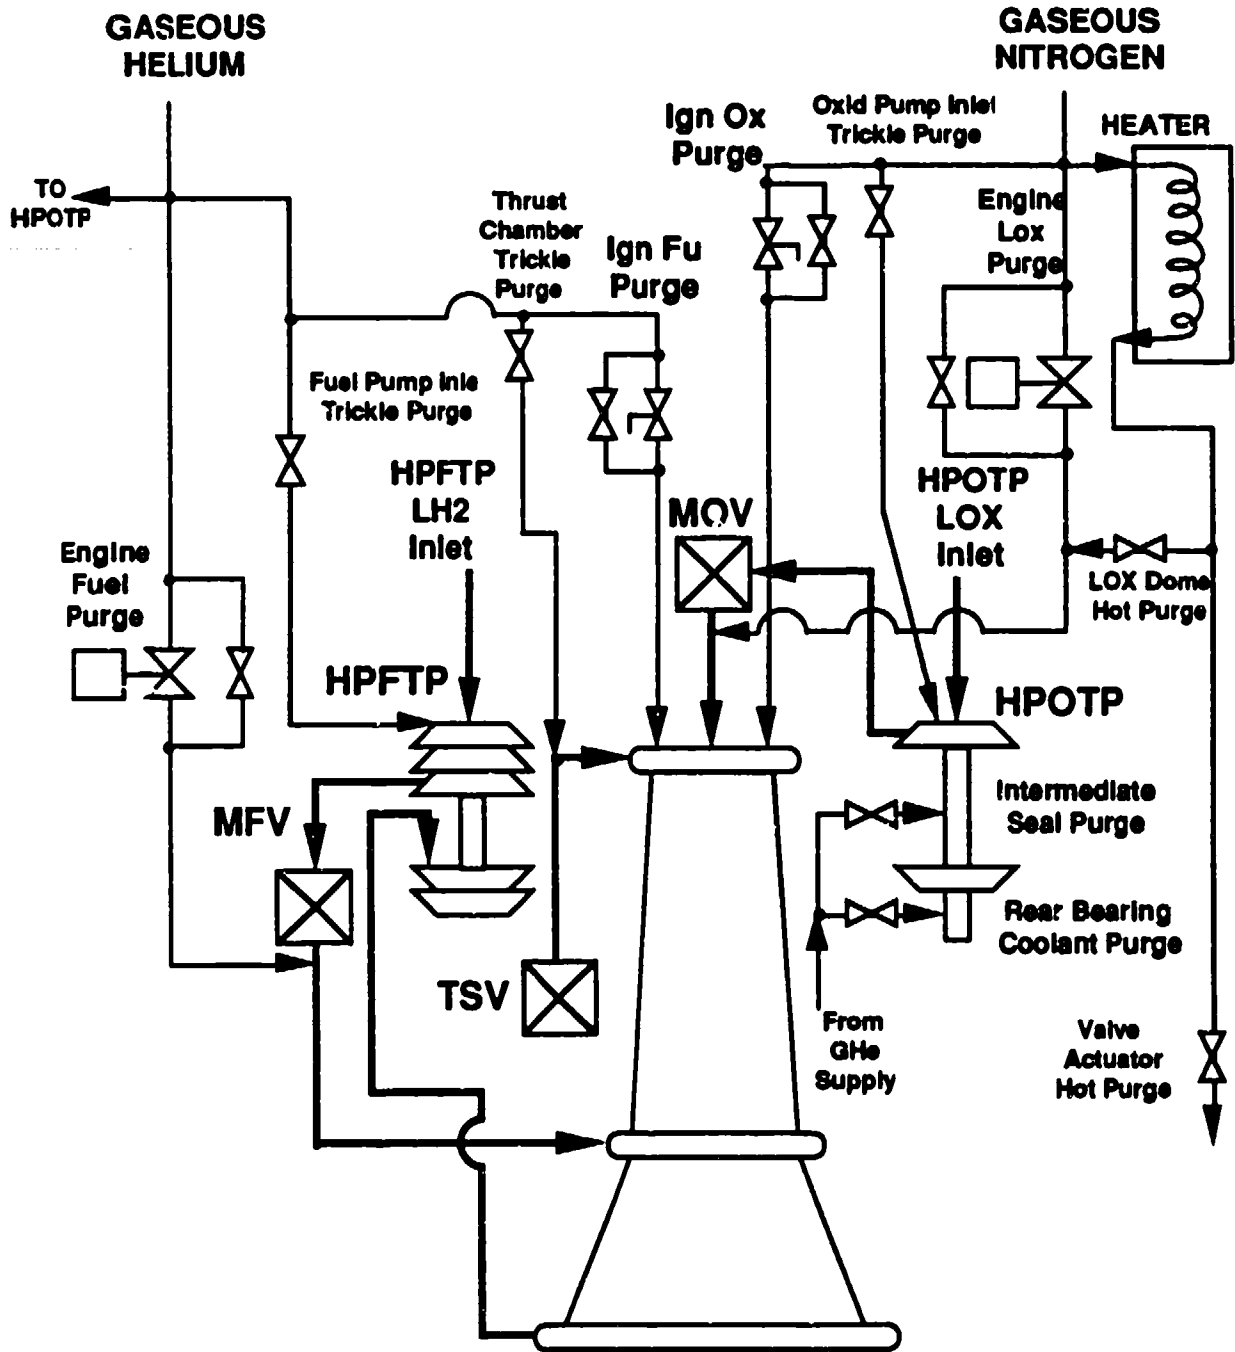 GASEOUS
HELIUM
GASEOUS
NITROGEN
TO
HPOTP
Thrust
Chamber
Trickle
Purge
Ign Fu
Purge
Ign Ox
Purge
Oxid Pump Inlet
Trickle Purge
HEATER
Engine
Lox
Purge
Fuel Pump Inle
Trickle Purge
HPFTP
LH2
Inlet
MOV
HPOTP
LOX
Inlet
Engine
Fuel
Purge
LOX Dome
Hot Purge
HPFTP
HPOTP
MFV
Intermediate
Seal Purge
Rear Bearing
Coolant Purge
TSV
From
GHe
Supply
Valve
Actuator
Hot Purge